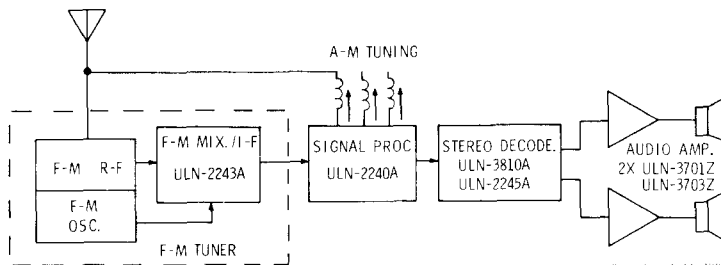 A-M TUNING
F-M R-F
F-M
OSC.
F-M MIX./I-F
ULN-2243A
F-M TUNER
SIGNAL PROC
ULN-2240A
STEREO DECODE.
ULN-3810A
ULN-2245A
AUDIO AMP.
2X ULN-3701Z
ULN-3703Z